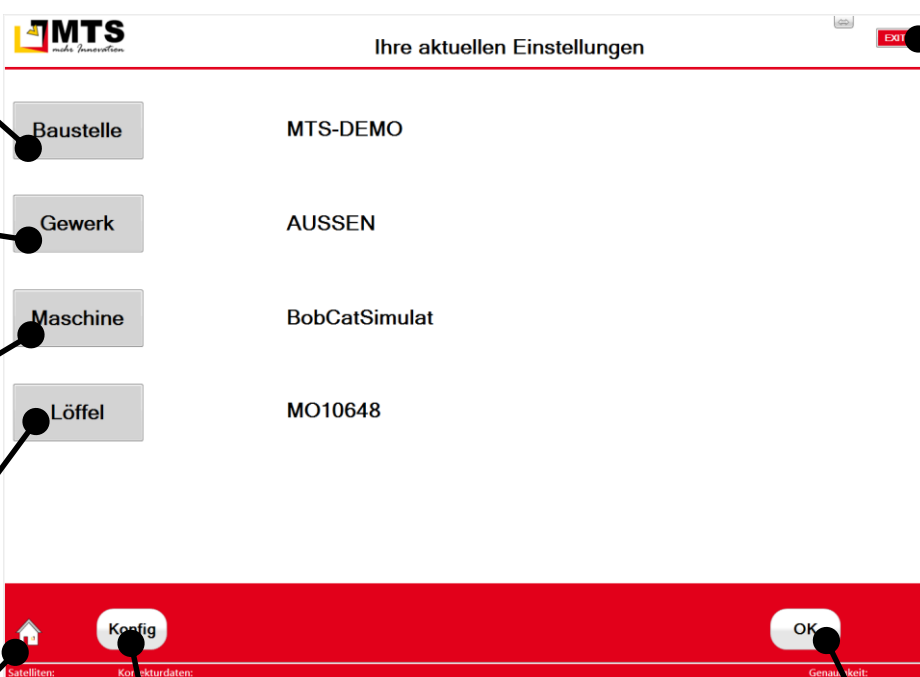 MTS
mehr Innovation
Ihre aktuellen Einstellungen
EXIT
Baustelle
MTS-DEMO
Gewerk
AUSSEN
Maschine
BobCatSimulat
Löffel
MO10648
Konfig
OK
Satelliten:
Korrekturdaten:
Genauigkeit: